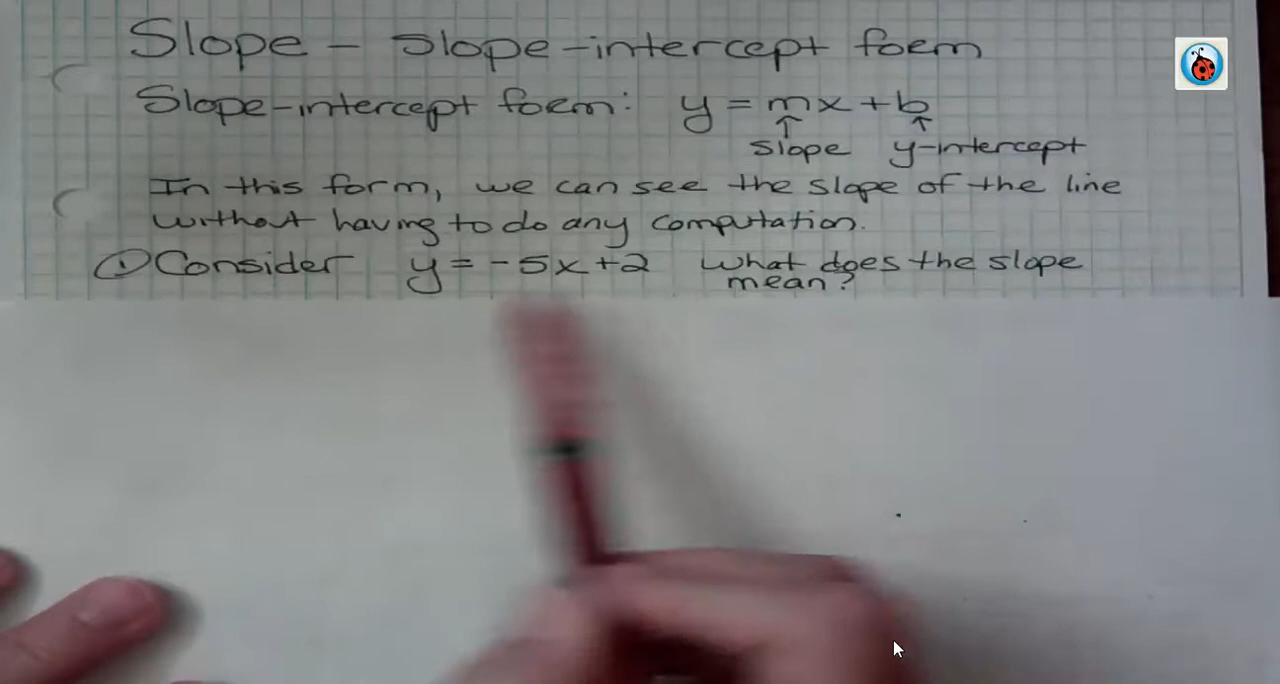 Slope - Slope-intercept form
Slope-intercept form: y = mx + b
slope y-intercept
In this form, we can see the slope of the line
without having to do any computation.
① Consider y = -5x + 2 What does the slope
mean?